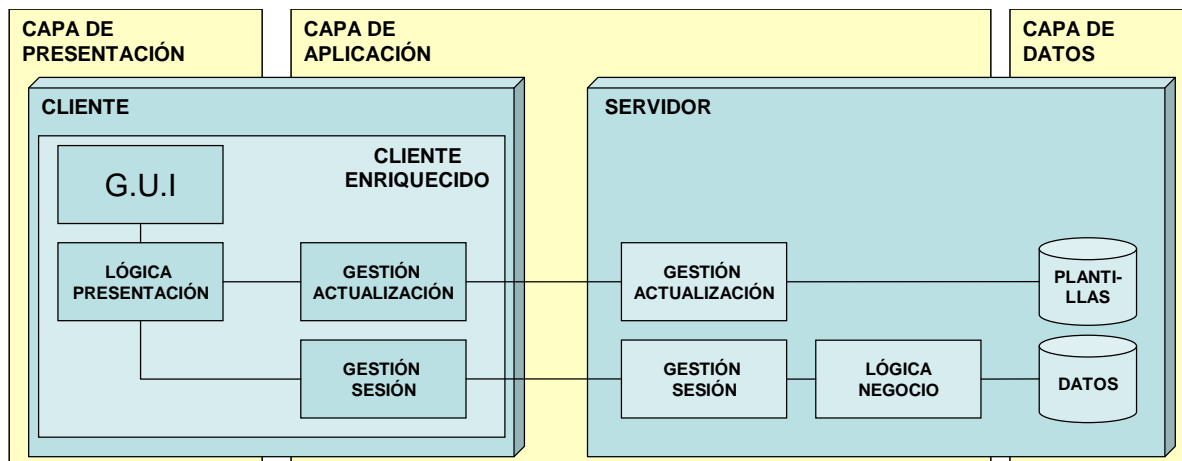 CAPA DE
PRESENTACIÓN
CAPA DE
APLICACIÓN
CAPA DE
DATOS
CLIENTE
SERVIDOR
CLIENTE
ENRIQUECIDO
G.U.I
LÓGICA
PRESENTACIÓN
GESTIÓN
ACTUALIZACIÓN
GESTIÓN
ACTUALIZACIÓN
PLANTI-
LLAS
GESTIÓN
SESIÓN
GESTIÓN
SESIÓN
LÓGICA
NEGOCIO
DATOS